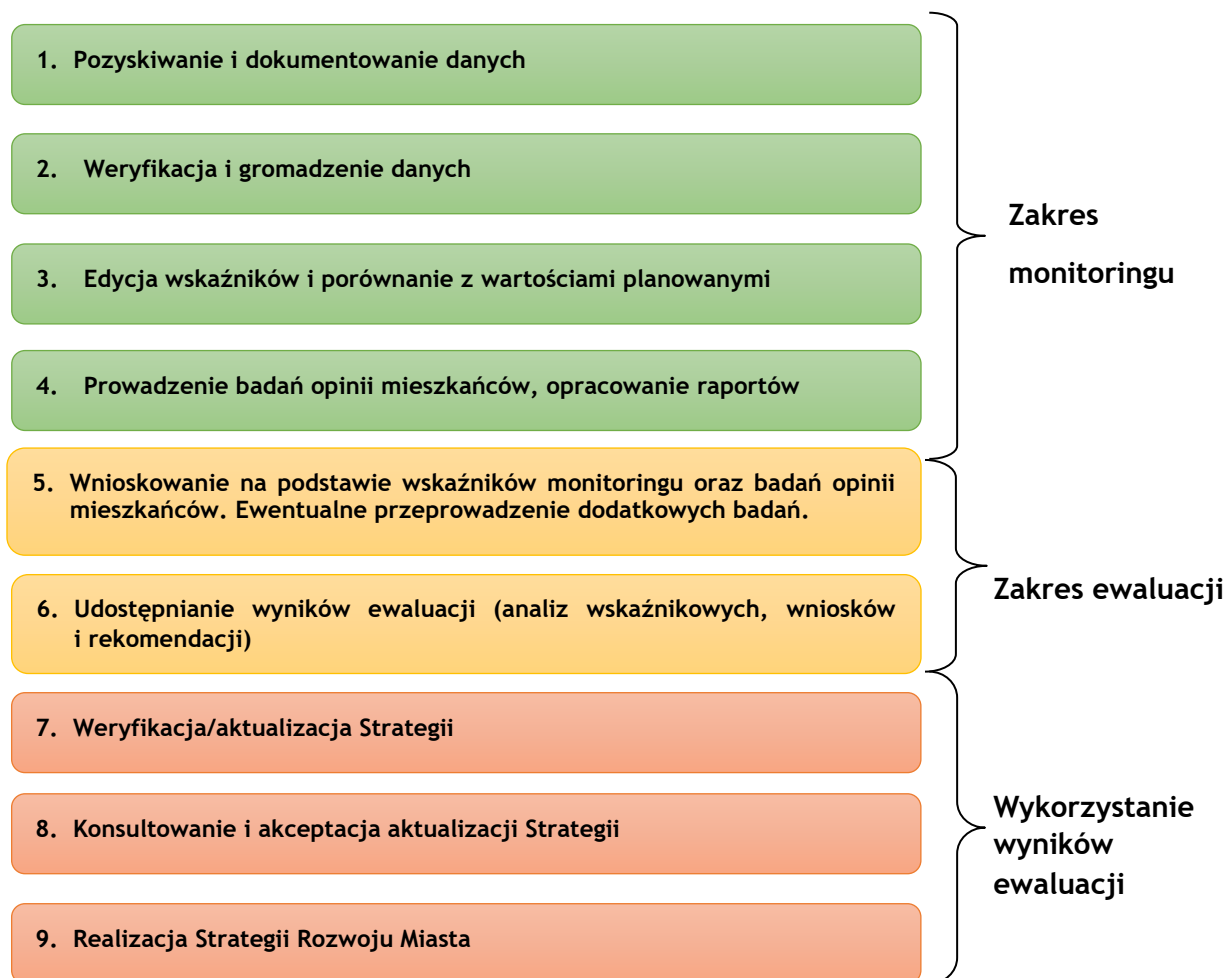 1. Pozyskiwanie i dokumentowanie danych
2. Weryfikacja i gromadzenie danych
3. Edycja wskaźników i porównanie z wartościami planowanymi
4. Prowadzenie badań opinii mieszkańców, opracowanie raportów
Zakres
monitoringu
5. Wnioskowanie na podstawie wskaźników monitoringu oraz badań opinii
mieszkańców. Ewentualne przeprowadzenie dodatkowych badań.
6. Udostępnianie wyników ewaluacji (analiz wskaźnikowych, wniosków
i rekomendacji)
Zakres ewaluacji
7. Weryfikacja/aktualizacja Strategii
8. Konsultowanie i akceptacja aktualizacji Strategii
9. Realizacja Strategii Rozwoju Miasta
Wykorzystanie
wyników
ewaluacji